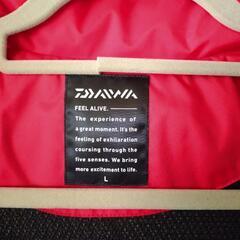 DAIWA
FEEL ALIVE.
The experience of
a great moment. It's the
feeling of exhilaration
coursing through the
five senses. We bring
more excitement to life.
L